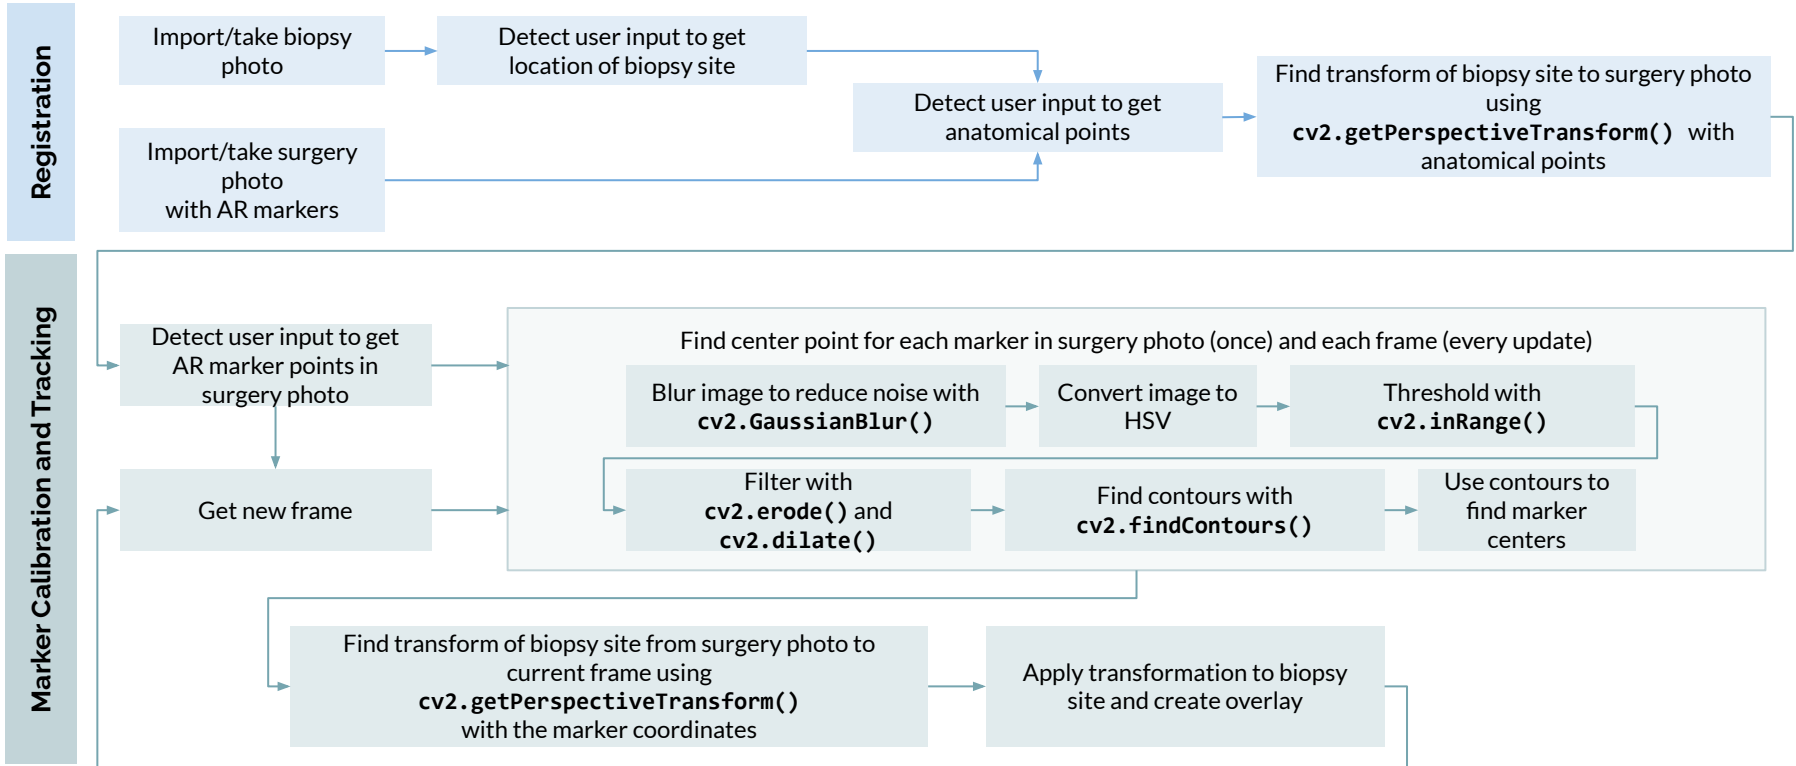 Registration
Import/take biopsy
photo
Detect user input to get
location of biopsy site
Import/take surgery
photo
with AR markers
Detect user input to get
anatomical points
Find transform of biopsy site to surgery photo
using
cv2.getPerspectiveTransform() with
anatomical points
Marker Calibration and Tracking
Detect user input to get
AR marker points in
surgery photo
Get new frame
Find center point for each marker in surgery photo (once) and each frame (every update)
Blur image to reduce noise with
cv2.GaussianBlur()
Convert image to
HSV
Threshold with
cv2.inRange()
Filter with
cv2.erode() and
cv2.dilate()
Find contours with
cv2.findContours()
Use contours to
find marker
centers
Find transform of biopsy site from surgery photo to
current frame using
cv2.getPerspectiveTransform()
with the marker coordinates
Apply transformation to biopsy
site and create overlay